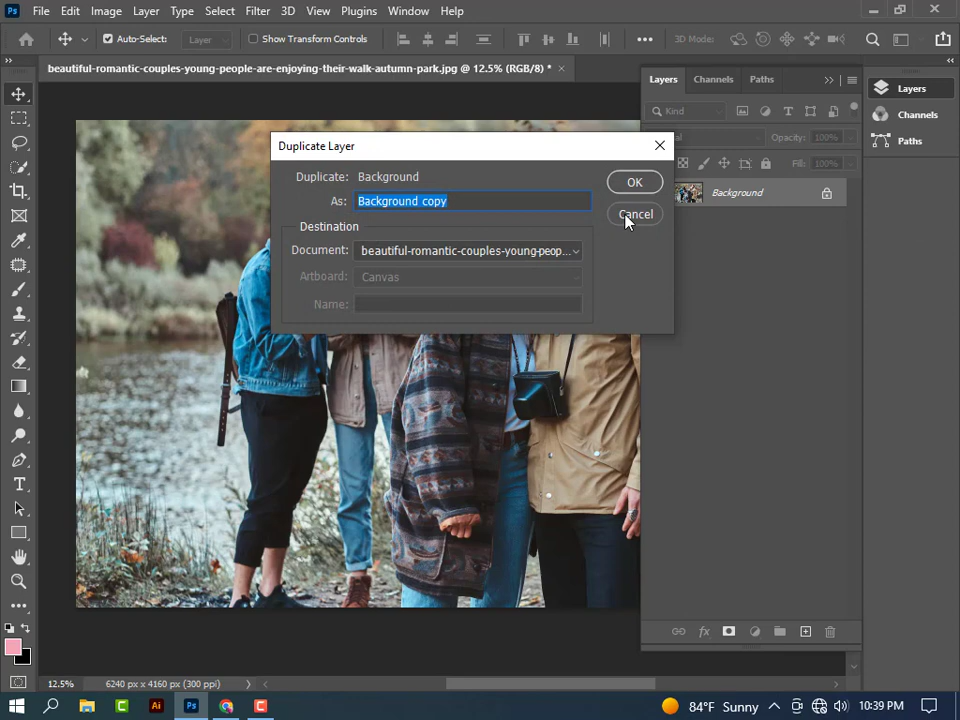 Ps File Edit Image Layer Type Select Filter 3D View Plugins Window Help
Auto-Select: Layer Show Transform Controls ••• 3D Mode:
beautiful-romantic-couples-young-people-are-enjoying-their-walk-autumn-park.jpg @ 12.5% (RGB/8) * ×
Layers Channels Paths
Layers
Channels
Paths
Kind
Opacity: 100%
Fill: 100%
Background
Duplicate Layer
Duplicate: Background
As: Background copy
OK
Cancel
Destination
Document: beautiful-romantic-couples-young-peop...
Artboard: Canvas
Name:
fx
12.5% 6240 px x 4160 px (300 ppi)
Ai Ps
84°F Sunny
10:39 PM